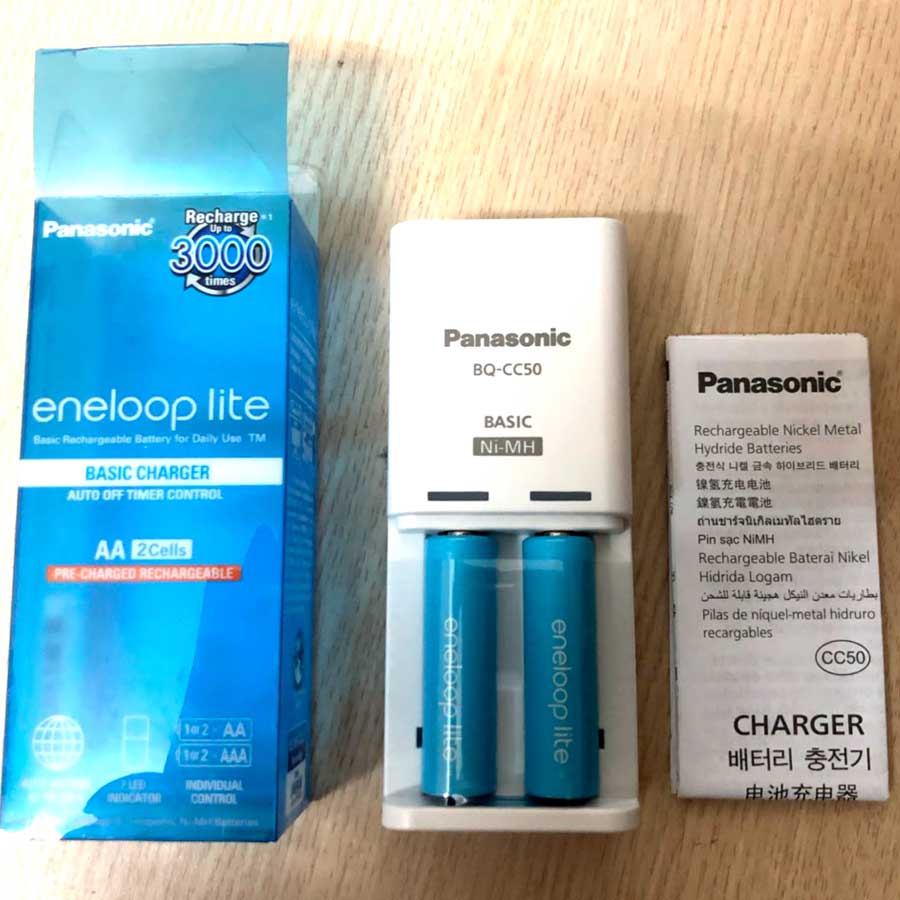 Panasonic
Recharge *1
Up to
3000
times
eneloop lite
Basic Rechargeable Battery for Daily Use TM
BASIC CHARGER
AUTO OFF TIMER CONTROL
AA 2Cells
PRE-CHARGED RECHARGEABLE
1 or 2 - AA
1 or 2 - AAA
LED
INDICATOR
INDIVIDUAL
CONTROL
Ni-MH Batteries
Panasonic
BQ-CC50
BASIC
Ni-MH
eneloop lite
eneloop lite
Panasonic
Rechargeable Nickel Metal
Hydride Batteries
충전식 니켈 금속 하이브리드 배터리
镍氢充电电池
鎳氫充電電池
ถ่านชาร์จนิเกิลเมทัลไฮดราย
Pin sạc NiMH
Rechargeable Baterai Nikel
Hidrida Logam
بطاريات معدن النيكل هجينة قابلة للشحن
Pilas de níquel-metal hidruro
recargables
CC50
CHARGER
배터리 충전기
电池充电器